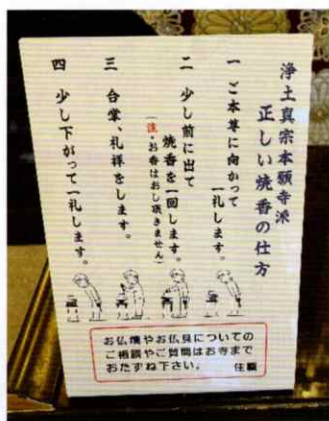 浄土真宗本願寺派
正しい焼香の仕方
一 ご本尊に向かって
一礼します。
二 少し前に出て
焼香を一回します。
(注・お香はおし頂きません)
三 合掌、礼拝をします。
四 少し下がって一礼します。
お仏壇やお仏具についての
ご相談やご質問はお寺まで
おたずね下さい。 住職